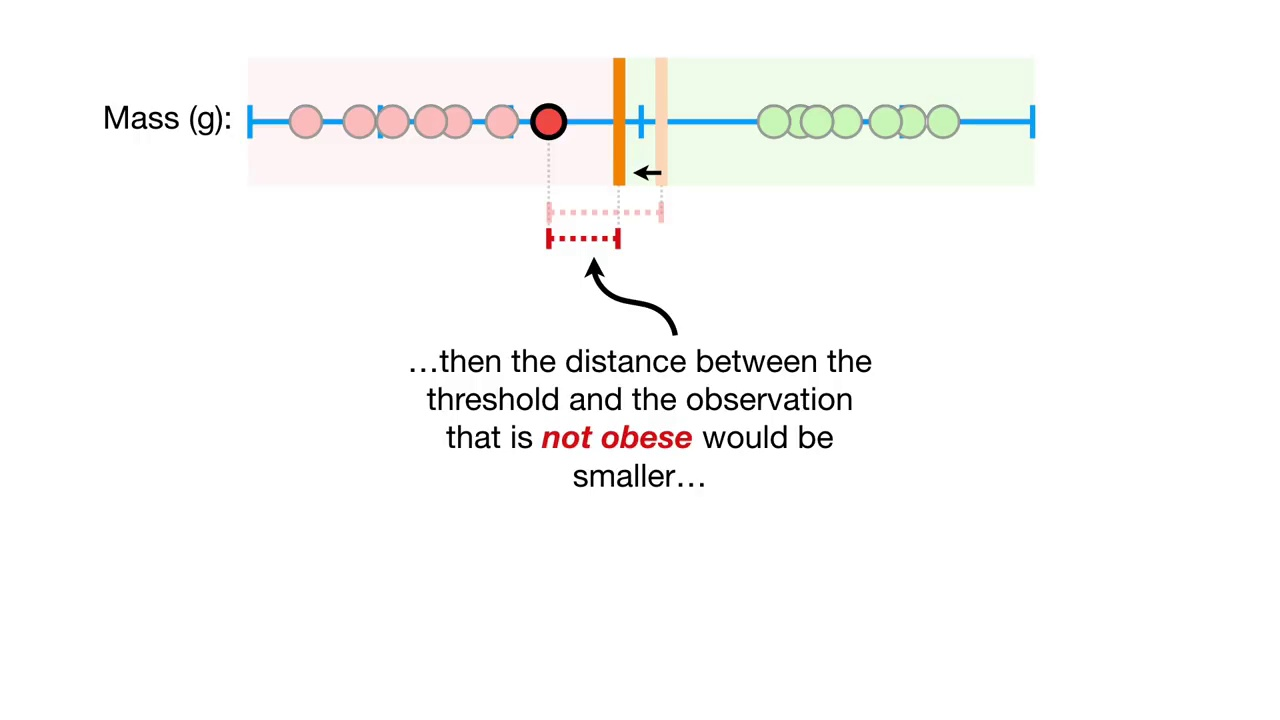 Mass (g):
…then the distance between the
threshold and the observation
that is not obese would be
smaller…